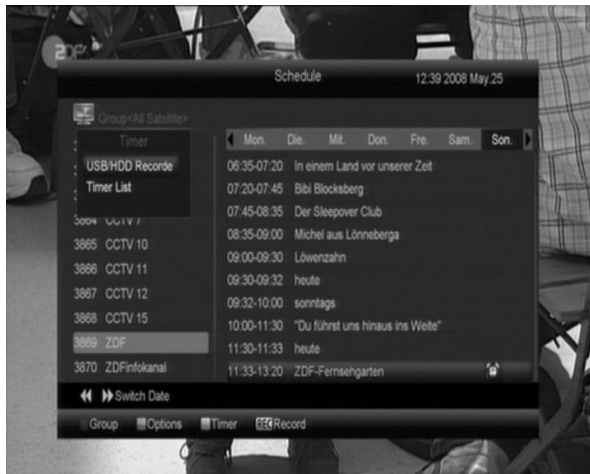 ZDF
Schedule
12:39 2008 May.25
Group<All Satellite>
Timer
USB/HDD Recorde
Timer List
Mon. Die. Mit. Don. Fre. Sam. Son.
06:35-07:20 In einem Land vor unserer Zeit
07:20-07:45 Bibi Blocksberg
07:45-08:35 Der Sleepover Club
08:35-09:00 Michel aus Lönneberga
09:00-09:30 Löwenzahn
09:30-09:32 heute
09:32-10:00 sonntags
10:00-11:30 "Du führst uns hinaus ins Weite"
11:30-11:33 heute
11:33-13:20 ZDF-Fernsehgarten
3864 CCTV 7
3865 CCTV 10
3866 CCTV 11
3867 CCTV 12
3868 CCTV 15
3869 ZDF
3870 ZDFinfokanal
Switch Date
Group Options Timer REC Record